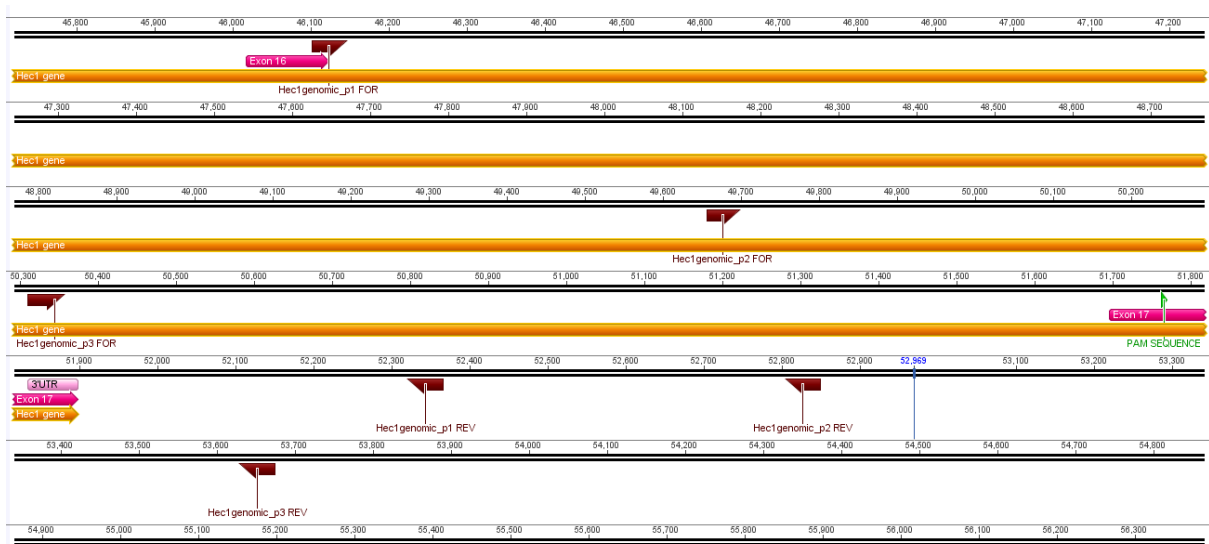 45,800 45,900 46,000 46,100 46,200 46,300 46,400 46,500 46,600 46,700 46,800 46,900 47,000 47,100 47,200
Exon 16
Hec1 gene
Hec1genomic_p1 FOR
47,300 47,400 47,500 47,600 47,700 47,800 47,900 48,000 48,100 48,200 48,300 48,400 48,500 48,600 48,700
Hec1 gene
48,800 48,900 49,000 49,100 49,200 49,300 49,400 49,500 49,600 49,700 49,800 49,900 50,000 50,100 50,200
Hec1 gene
Hec1genomic_p2 FOR
50,300 50,400 50,500 50,600 50,700 50,800 50,900 51,000 51,100 51,200 51,300 51,400 51,500 51,600 51,700 51,800
Exon 17
Hec1 gene
Hec1genomic_p3 FOR PAM SEQUENCE
51,900 52,000 52,100 52,200 52,300 52,400 52,500 52,600 52,700 52,800 52,900 52,969 53,100 53,200 53,300
3'UTR
Exon 17
Hec1 gene
Hec1genomic_p1 REV Hec1genomic_p2 REV
53,400 53,500 53,600 53,700 53,800 53,900 54,000 54,100 54,200 54,300 54,400 54,500 54,600 54,700 54,800
Hec1genomic_p3 REV
54,900 55,000 55,100 55,200 55,300 55,400 55,500 55,600 55,700 55,800 55,900 56,000 56,100 56,200 56,300